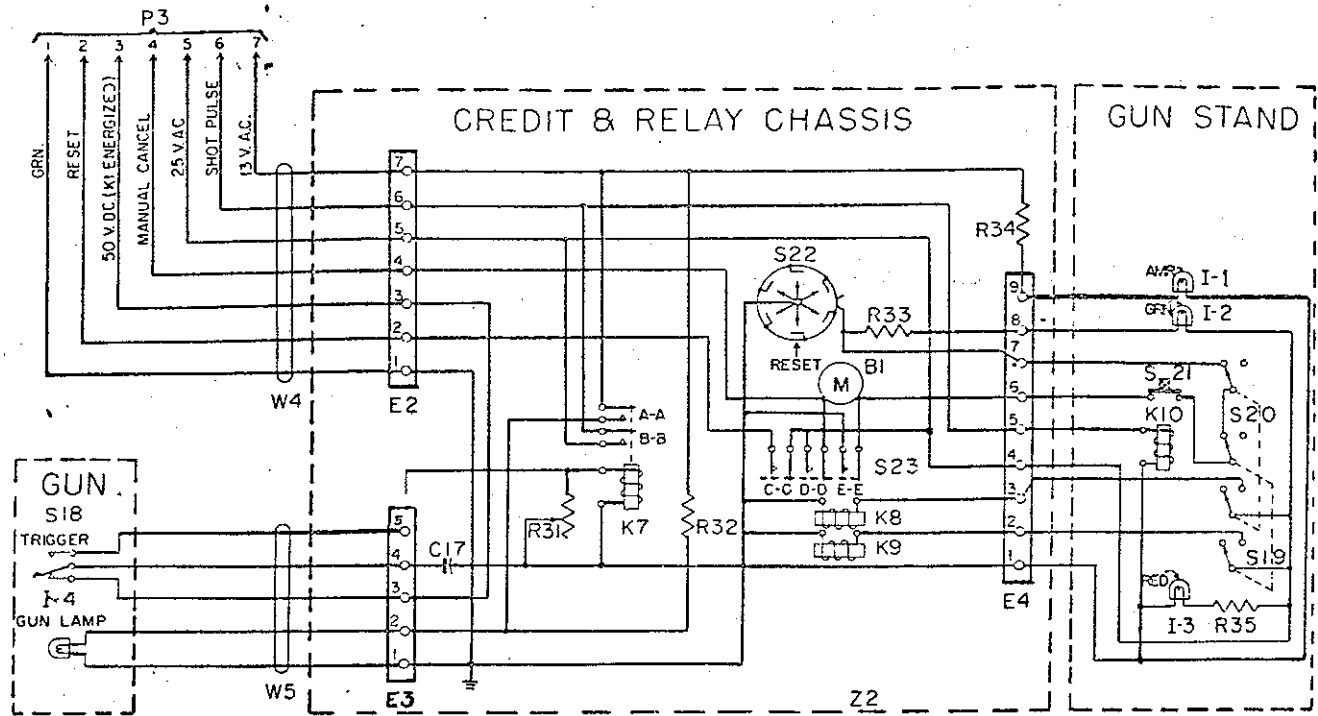 P3
1 2 3 4 5 6 7
GRN.
RESET
50 V.DC.(K1 ENERGIZED)
MANUAL CANCEL
25 V.AC
SHOT PULSE
13 V.A.C.
CREDIT & RELAY CHASSIS
GUN STAND
7
6
5
4
3
2
1
W4
E2
S22
R34
R33
RESET
B1
M
A-A
B-B
K7
R31
R32
C-C D-D E-E
S23
K8
K9
9
8
7
6
5
4
3
2
1
E4
AMR
I-1
I-2
S21
K10
S20
S19
RED
I-3
R35
GUN
S18
TRIGGER
I-4
GUN LAMP
W5
5
4
3
2
1
E3
C17
Z2